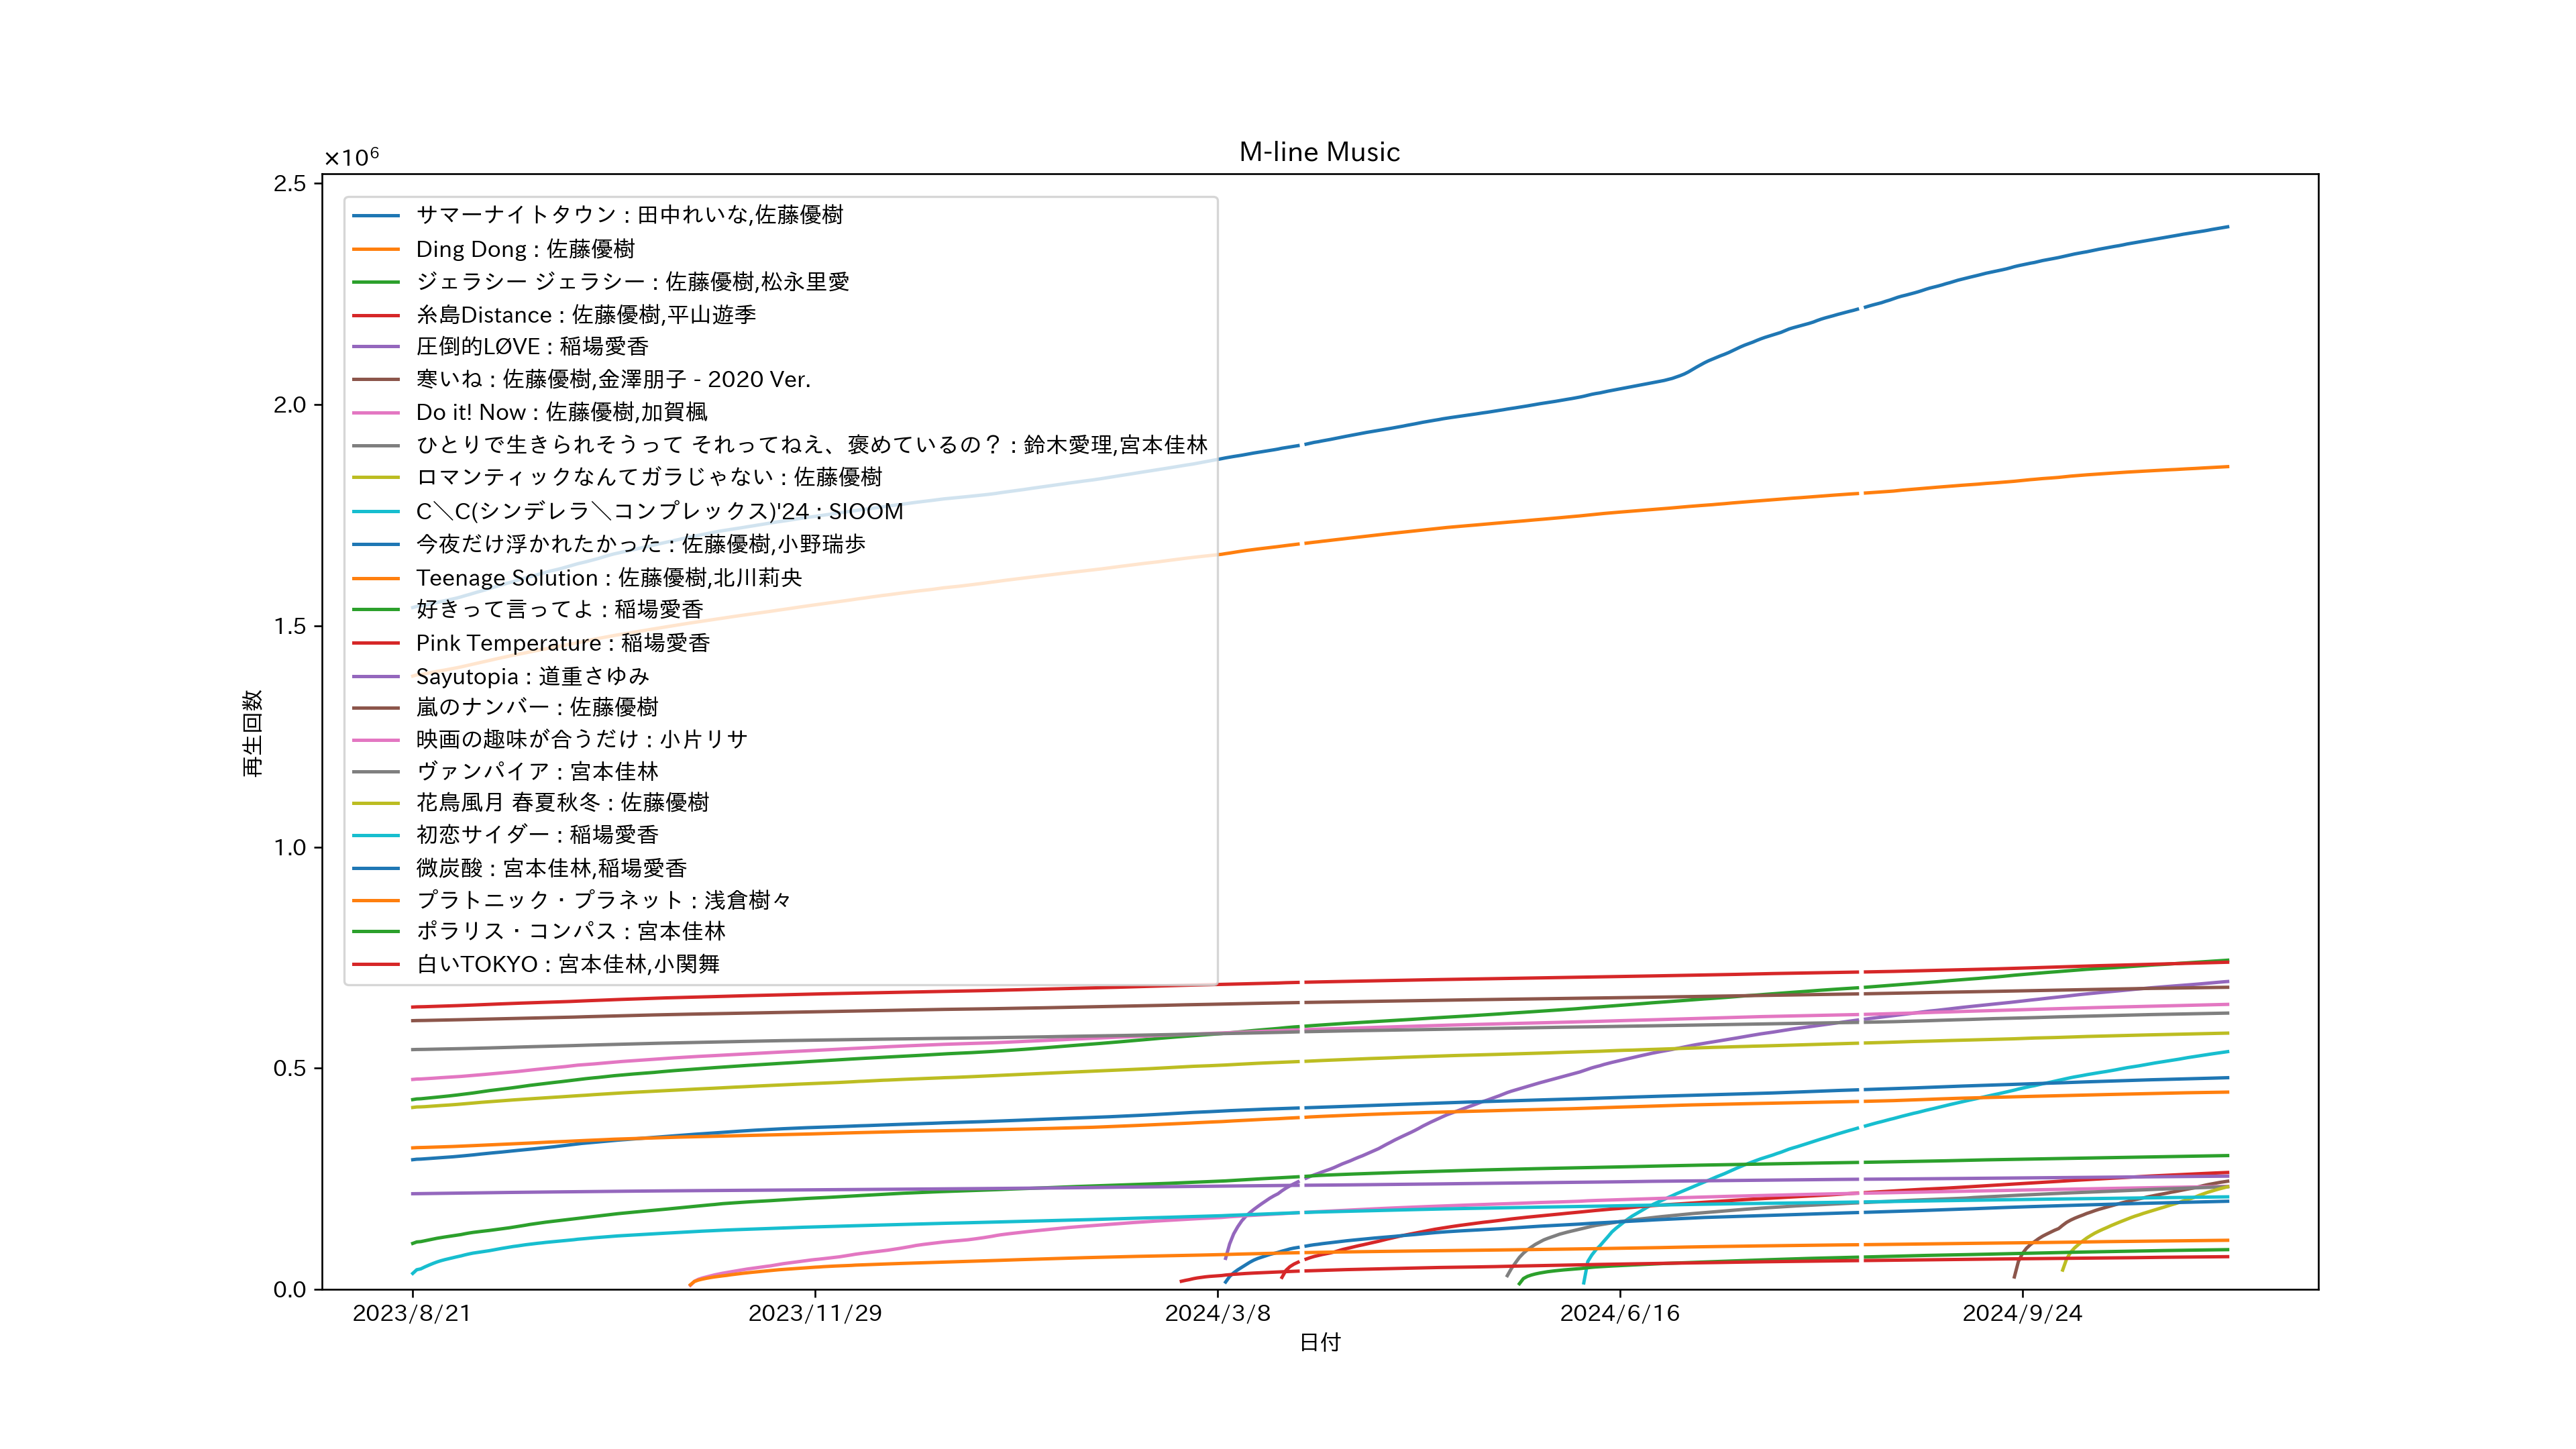 M-line Music
×10⁶
2.5
2.0
1.5
1.0
0.5
0.0
再生回数
サマーナイトタウン : 田中れいな,佐藤優樹
Ding Dong : 佐藤優樹
ジェラシー ジェラシー : 佐藤優樹,松永里愛
糸島Distance : 佐藤優樹,平山遊季
圧倒的LØVE : 稲場愛香
寒いね : 佐藤優樹,金澤朋子 - 2020 Ver.
Do it! Now : 佐藤優樹,加賀楓
ひとりで生きられそうって それってねえ、褒めているの？ : 鈴木愛理,宮本佳林
ロマンティックなんてガラじゃない : 佐藤優樹
C＼C(シンデレラ＼コンプレックス)'24 : SIOOM
今夜だけ浮かれたかった : 佐藤優樹,小野瑞歩
Teenage Solution : 佐藤優樹,北川莉央
好きって言ってよ : 稲場愛香
Pink Temperature : 稲場愛香
Sayutopia : 道重さゆみ
嵐のナンバー : 佐藤優樹
映画の趣味が合うだけ : 小片リサ
ヴァンパイア : 宮本佳林
花鳥風月 春夏秋冬 : 佐藤優樹
初恋サイダー : 稲場愛香
微炭酸 : 宮本佳林,稲場愛香
プラトニック・プラネット : 浅倉樹々
ポラリス・コンパス : 宮本佳林
白いTOKYO : 宮本佳林,小関舞
2023/8/21
2023/11/29
2024/3/8
2024/6/16
2024/9/24
日付